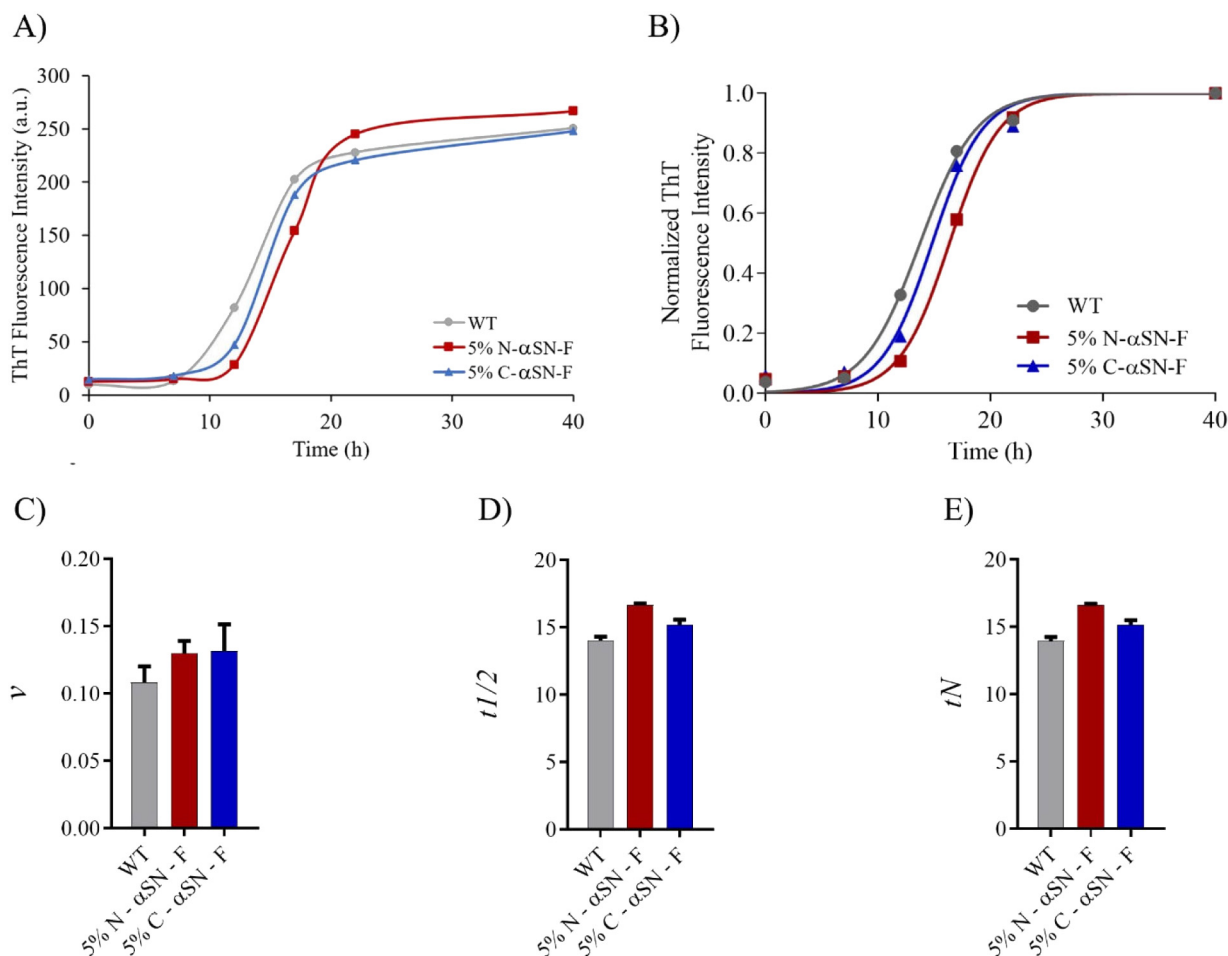 A)
ThT Fluorescence Intensity (a.u.)
300
250
200
150
100
50
0
0
10
20
30
40
Time (h)
WT
5% N-αSN-F
5% C-αSN-F
B)
Normalized ThT
Fluorescence Intensity
1.0
0.8
0.6
0.4
0.2
0.0
0
10
20
30
40
Time (h)
WT
5% N-αSN-F
5% C-αSN-F
C)
v
0.20
0.15
0.10
0.05
0.00
WT
5% N - αSN - F
5% C - αSN - F
D)
t1/2
20
15
10
5
0
WT
5% N - αSN - F
5% C - αSN - F
E)
tN
20
15
10
5
0
WT
5% N - αSN - F
5% C - αSN - F